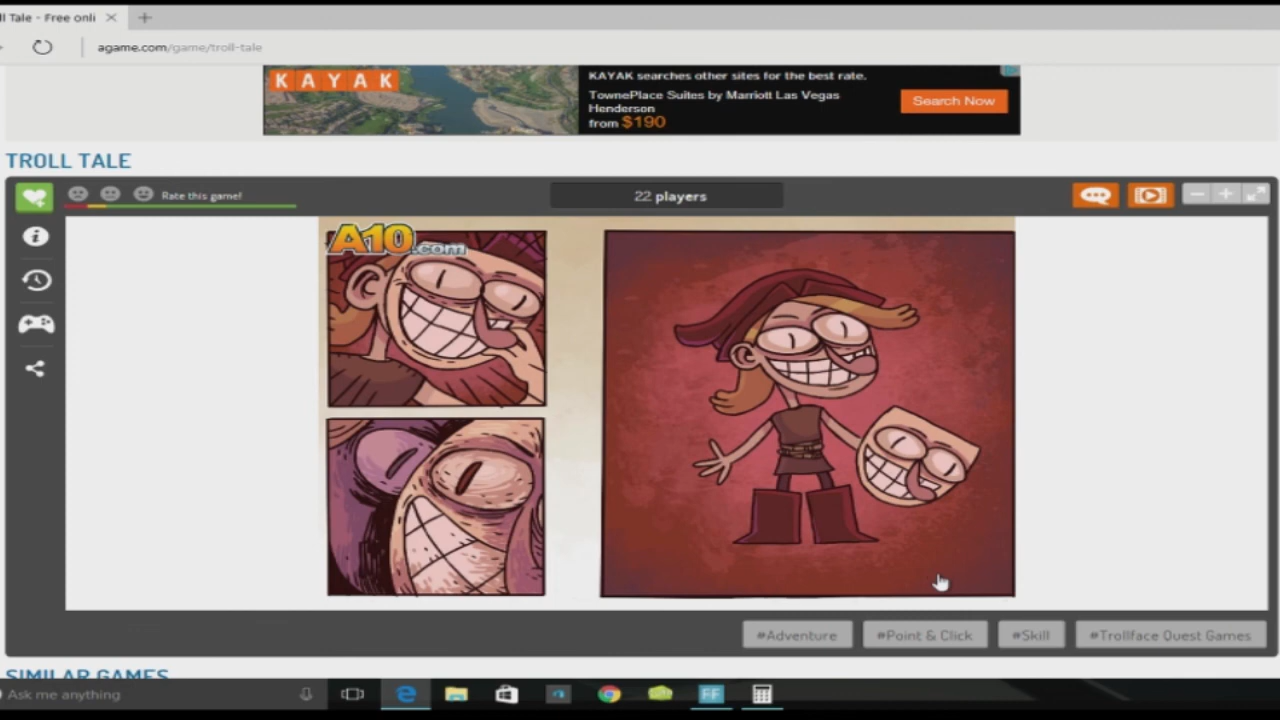 ll Tale - Free onli
agame.com/game/troll-tale
KAYAK
KAYAK searches other sites for the best rate.
TownePlace Suites by Marriott Las Vegas
Henderson
from $190
Search Now
TROLL TALE
Rate this game!
22 players
A10.com
#Adventure
#Point & Click
#Skill
#Trollface Quest Games
SIMILAR GAMES
Ask me anything
FF